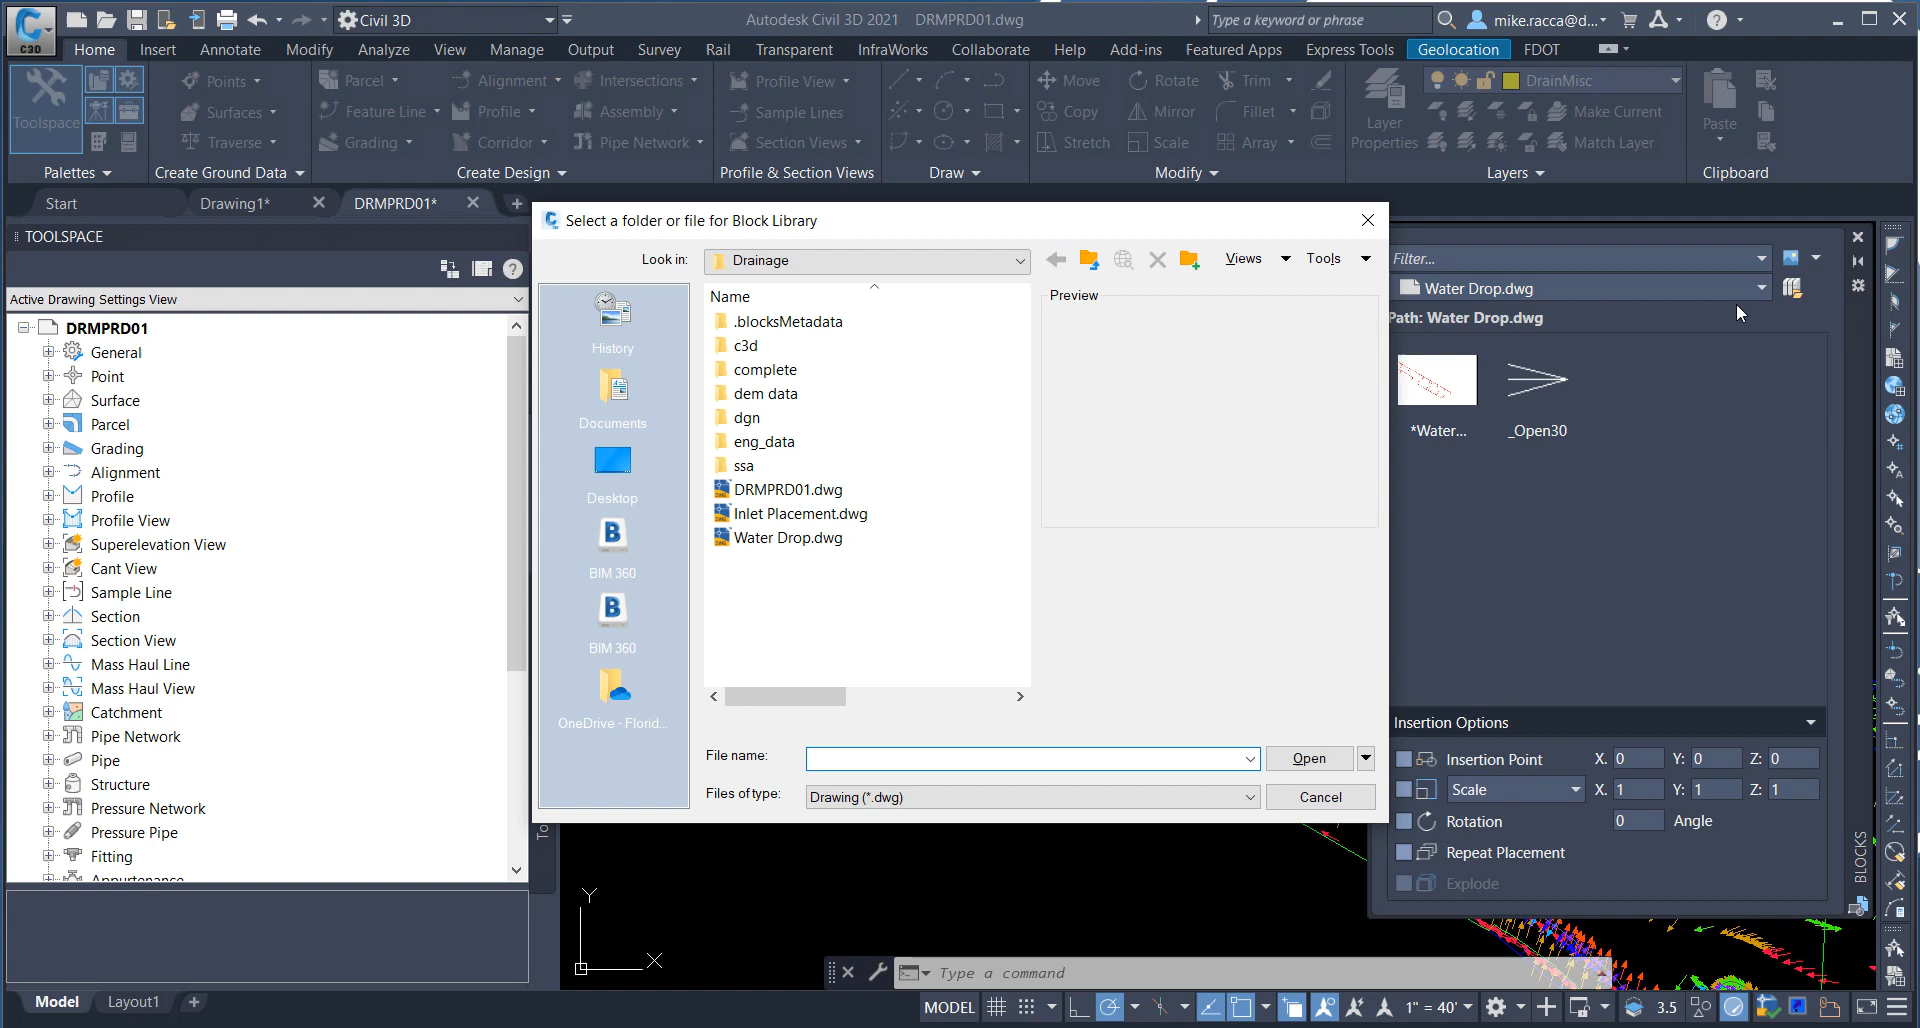 C3D
Civil 3D
Autodesk Civil 3D 2021 DRMPRD01.dwg
Type a keyword or phrase
mike.racca@d...
Home Insert Annotate Modify Analyze View Manage Output Survey Rail Transparent InfraWorks Collaborate Help Add-ins Featured Apps Express Tools Geolocation FDOT
Toolspace
Points
Surfaces
Traverse
Parcel
Feature Line
Grading
Alignment
Profile
Corridor
Intersections
Assembly
Pipe Network
Profile View
Sample Lines
Section Views
Move
Copy
Stretch
Rotate
Mirror
Scale
Trim
Fillet
Array
Layer
Properties
DrainMisc
Make Current
Match Layer
Paste
Palettes
Create Ground Data
Create Design
Profile & Section Views
Draw
Modify
Layers
Clipboard
Start
Drawing1*
DRMPRD01*
TOOLSPACE
Active Drawing Settings View
DRMPRD01
General
Point
Surface
Parcel
Grading
Alignment
Profile
Profile View
Superelevation View
Cant View
Sample Line
Section
Section View
Mass Haul Line
Mass Haul View
Catchment
Pipe Network
Pipe
Structure
Pressure Network
Pressure Pipe
Fitting
Appurtenance
Select a folder or file for Block Library
Look in:
Drainage
Views
Tools
History
Documents
Desktop
BIM 360
BIM 360
OneDrive - Florid...
Name
.blocksMetadata
c3d
complete
dem data
dgn
eng_data
ssa
DRMPRD01.dwg
Inlet Placement.dwg
Water Drop.dwg
Preview
File name:
Open
Files of type:
Drawing (*.dwg)
Cancel
Filter...
Water Drop.dwg
Path: Water Drop.dwg
*Water...
_Open30
Insertion Options
Insertion Point X: 0 Y: 0 Z: 0
Scale X: 1 Y: 1 Z: 1
Rotation 0 Angle
Repeat Placement
Explode
BLOCKS
To
Y
X
Type a command
Model
Layout1
MODEL
1" = 40'
3.5